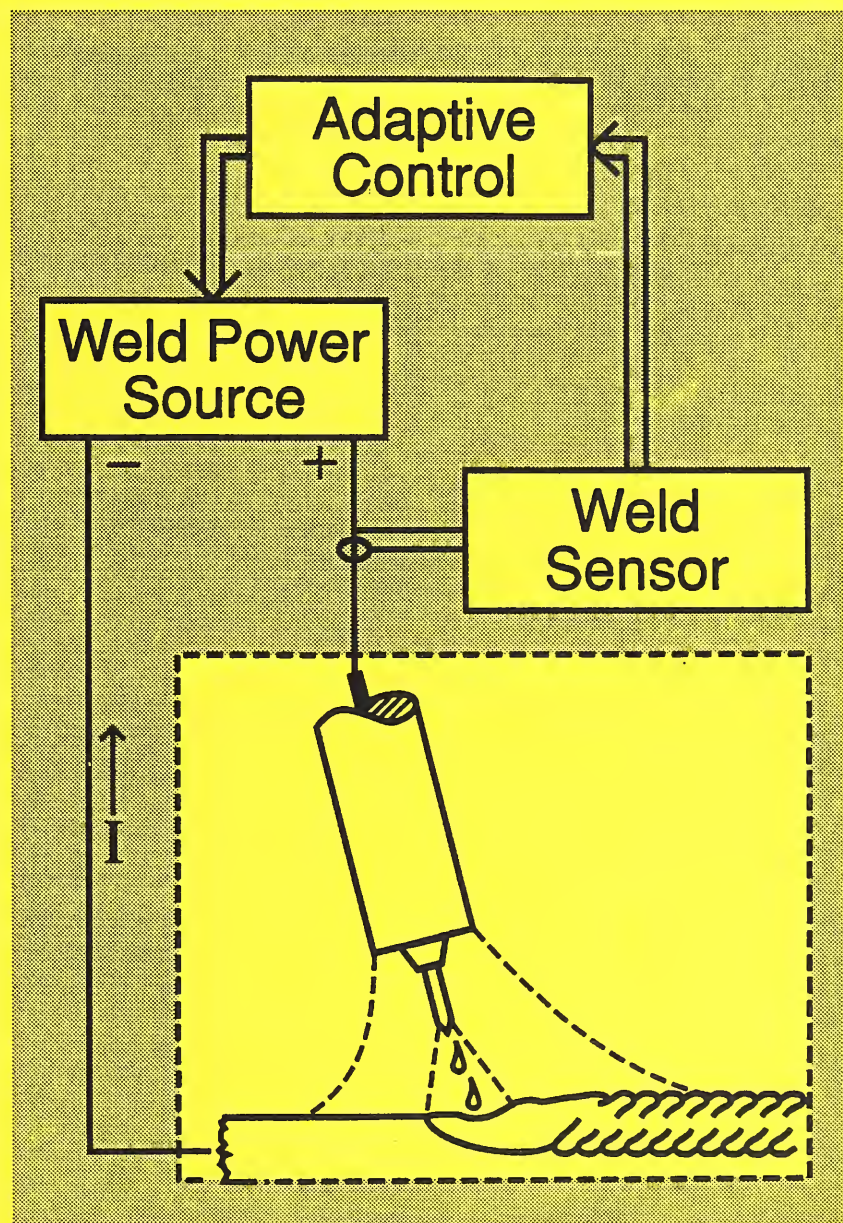 Adaptive
Control
Weld Power
Source
− +
Weld
Sensor
I